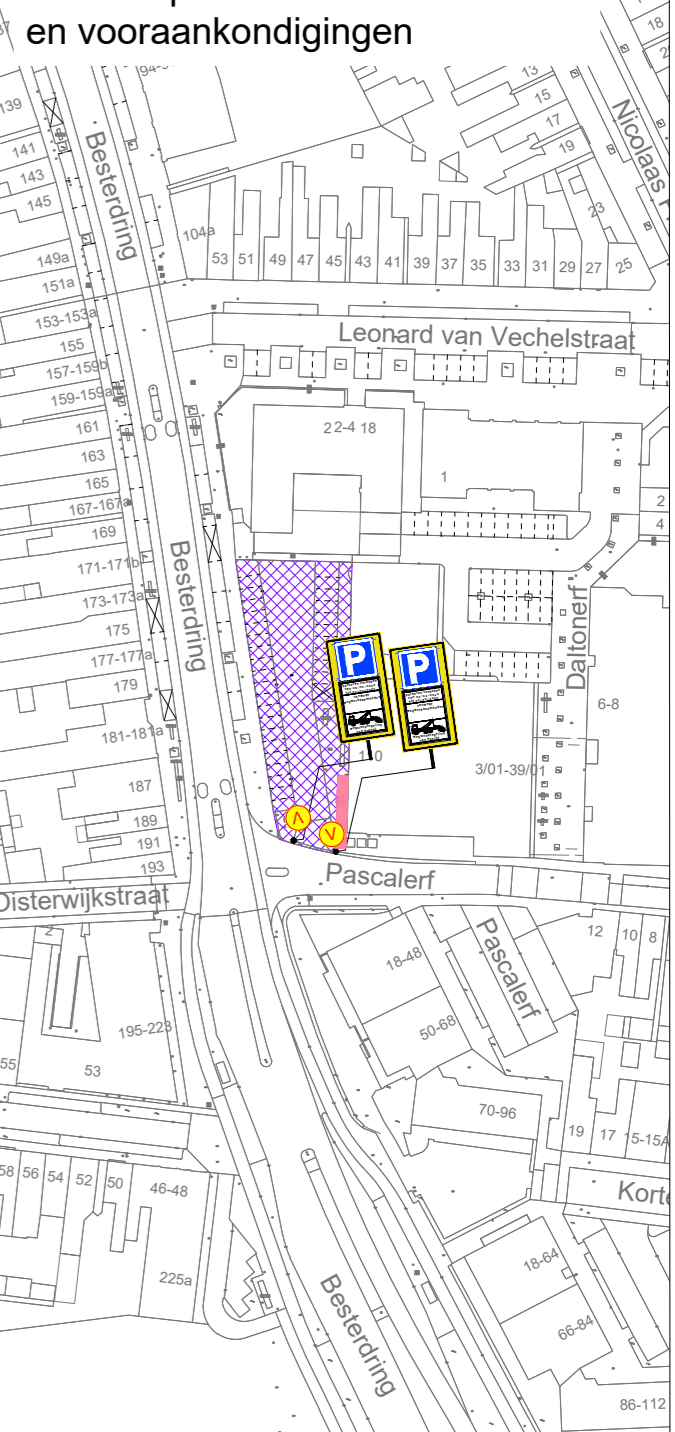 en vooraankondigingen
139
141
143
145
149a
151a
153-153a
155
157-159b
159-159a
161
163
165
167-167a
169
171-171b
173-173a
175
177-177a
179
181-181a
187
189
191
193
Besterdring
104a
53 51 49 47 45 43 41 39 37 35 33 31 29 27 25
13
15
17
19
23
18
Nicolaas
Leonard van Vechelstraat
22-4 18
1
2
4
Besterdring
Daltonerf
6-8
P
P
3/01-39/01
V
V
Pascalerf
Oisterwijkstraat
2
195-223
53
55
18-48
50-68
Pascalerf
12 10 8
70-96
19 17 15-15A
58 56 54 52 50 46-48
225a
Korte
18-64
66-84
86-112
Besterdring